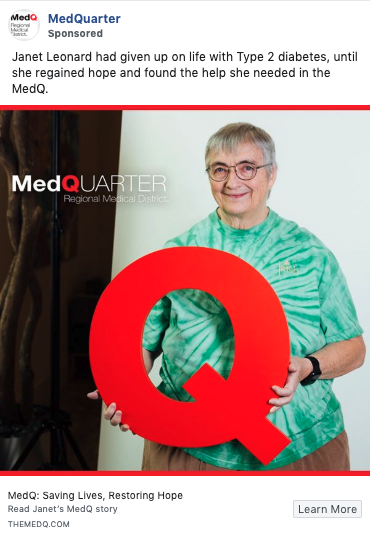 MedQ
Regional
Medical
District
MedQuarter
Sponsored
Janet Leonard had given up on life with Type 2 diabetes, until
she regained hope and found the help she needed in the
MedQ.
MedQUARTER
Regional Medical District
Q
MedQ: Saving Lives, Restoring Hope
Read Janet's MedQ story
Learn More
THEMEDQ.COM